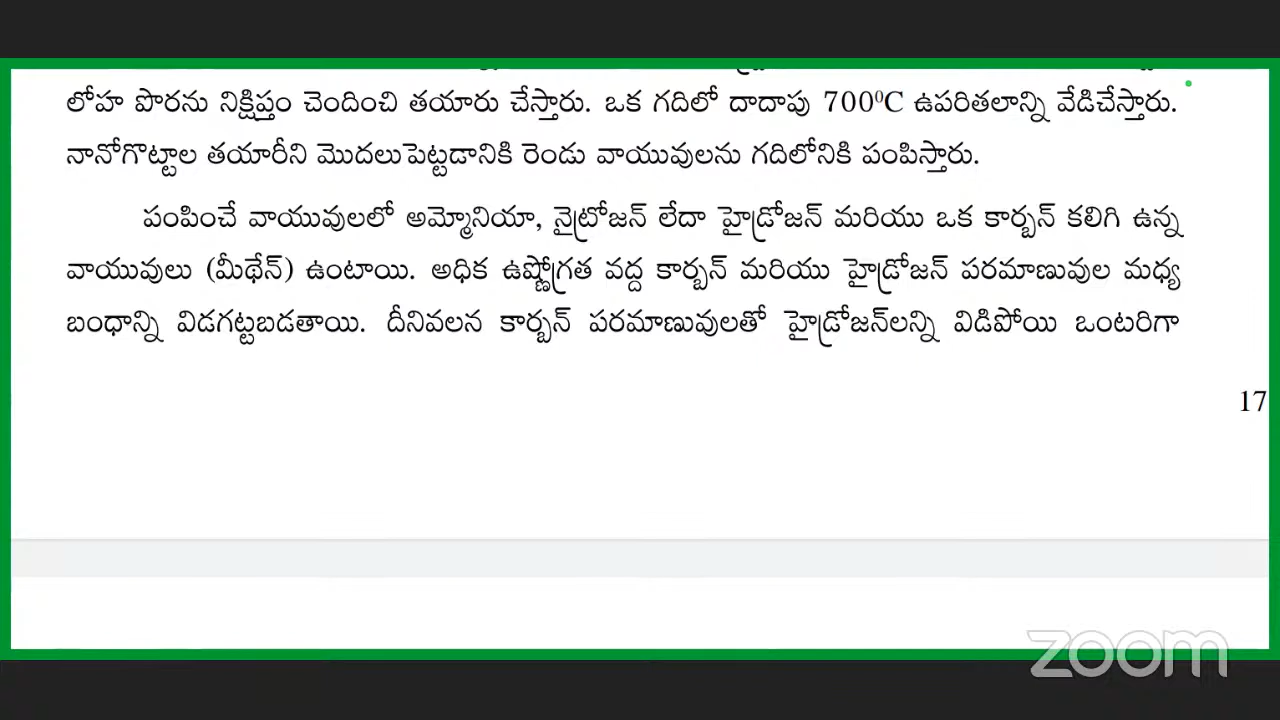 లోహ పొరను నిక్షిప్తం చెందించి తయారు చేస్తారు. ఒక గదిలో దాదాపు 700⁰C ఉపరితలాన్ని వేడిచేస్తారు.
నానోగొట్టాల తయారీని మొదలుపెట్టడానికి రెండు వాయువులను గదిలోనికి పంపిస్తారు.
పంపించే వాయువులలో అమ్మోనియా, నైట్రోజన్ లేదా హైడ్రోజన్ మరియు ఒక కార్బన్ కలిగి ఉన్న
వాయువులు (మీథేన్) ఉంటాయి. అధిక ఉష్ణోగ్రత వద్ద కార్బన్ మరియు హైడ్రోజన్ పరమాణువుల మధ్య
బంధాన్ని విడగట్టబడతాయి. దీనివలన కార్బన్ పరమాణువులతో హైడ్రోజన్‌లన్ని విడిపోయి ఒంటరిగా
17
zoom